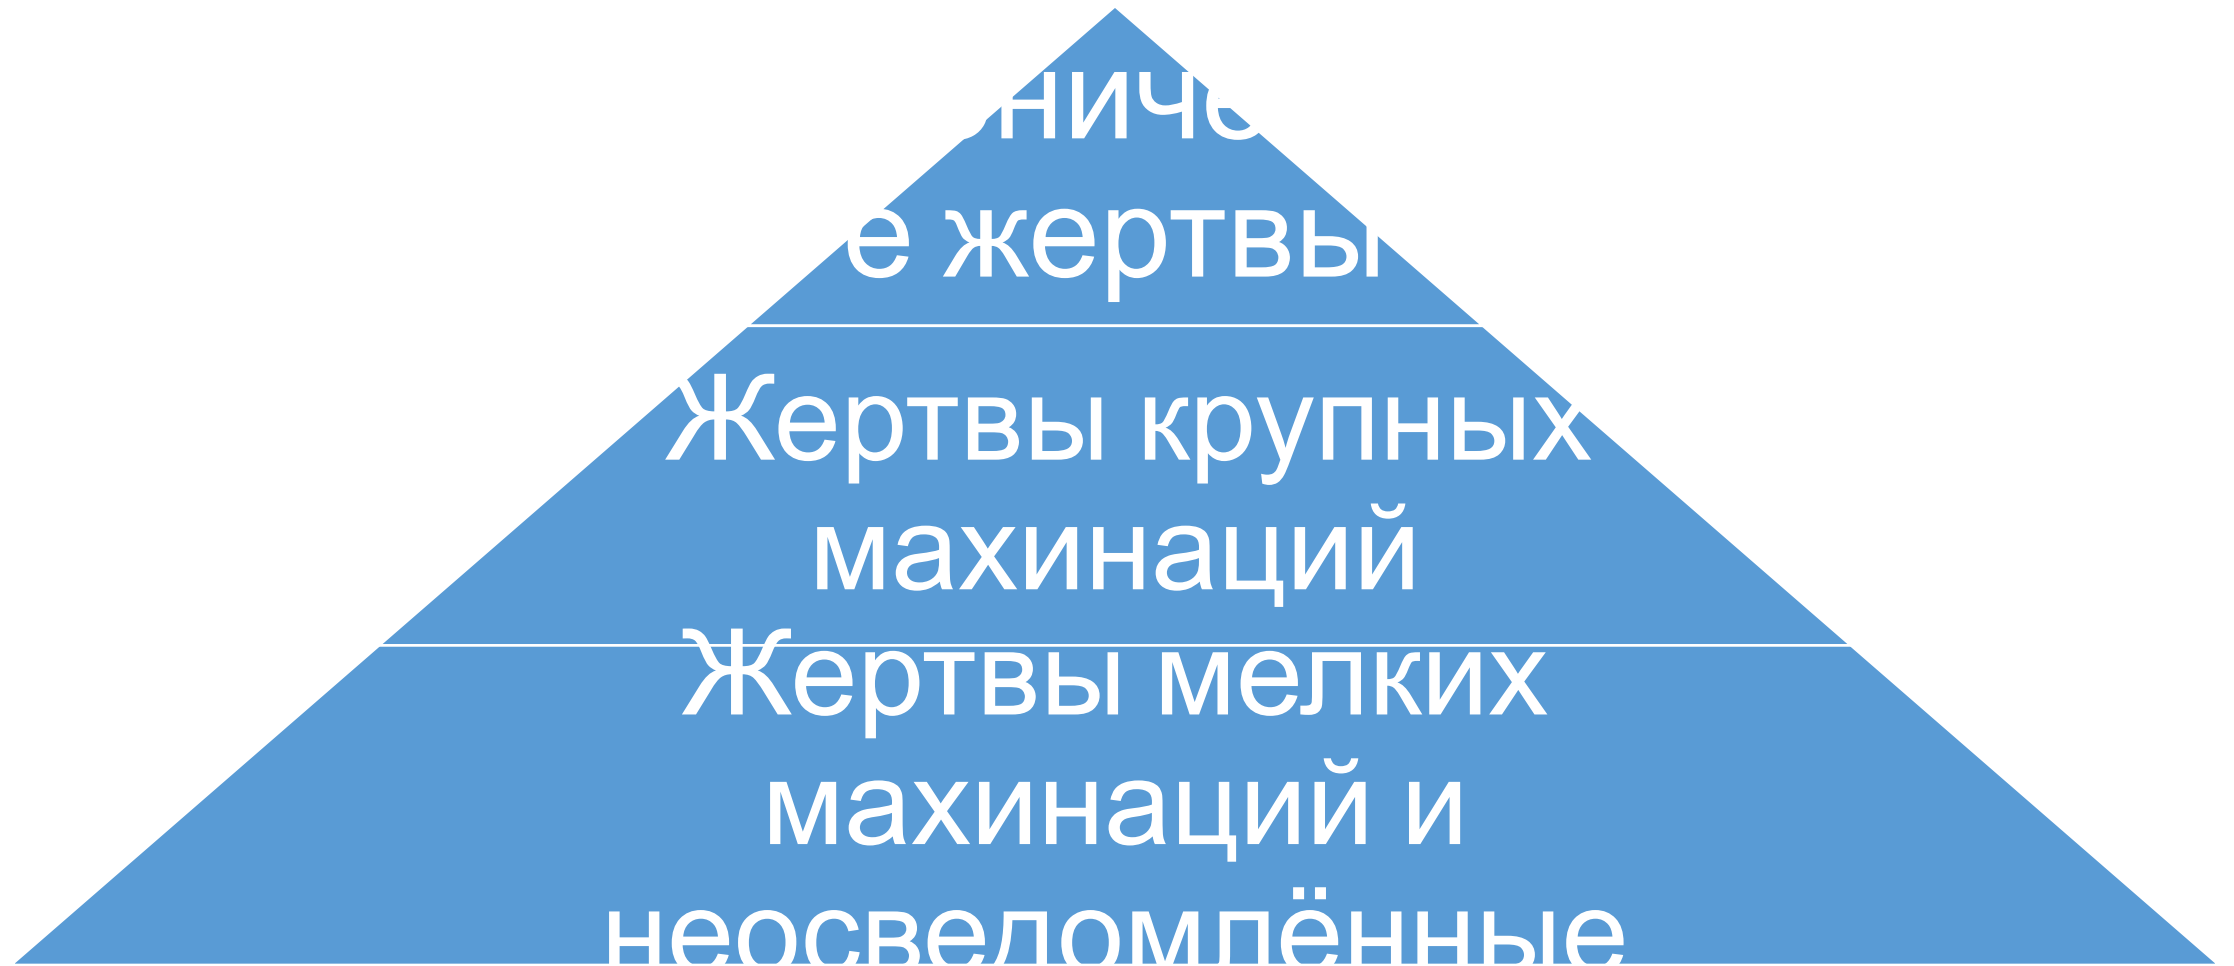 е жертвы
Жертвы крупных
махинаций
Жертвы мелких
махинаций и
неосведомлённые